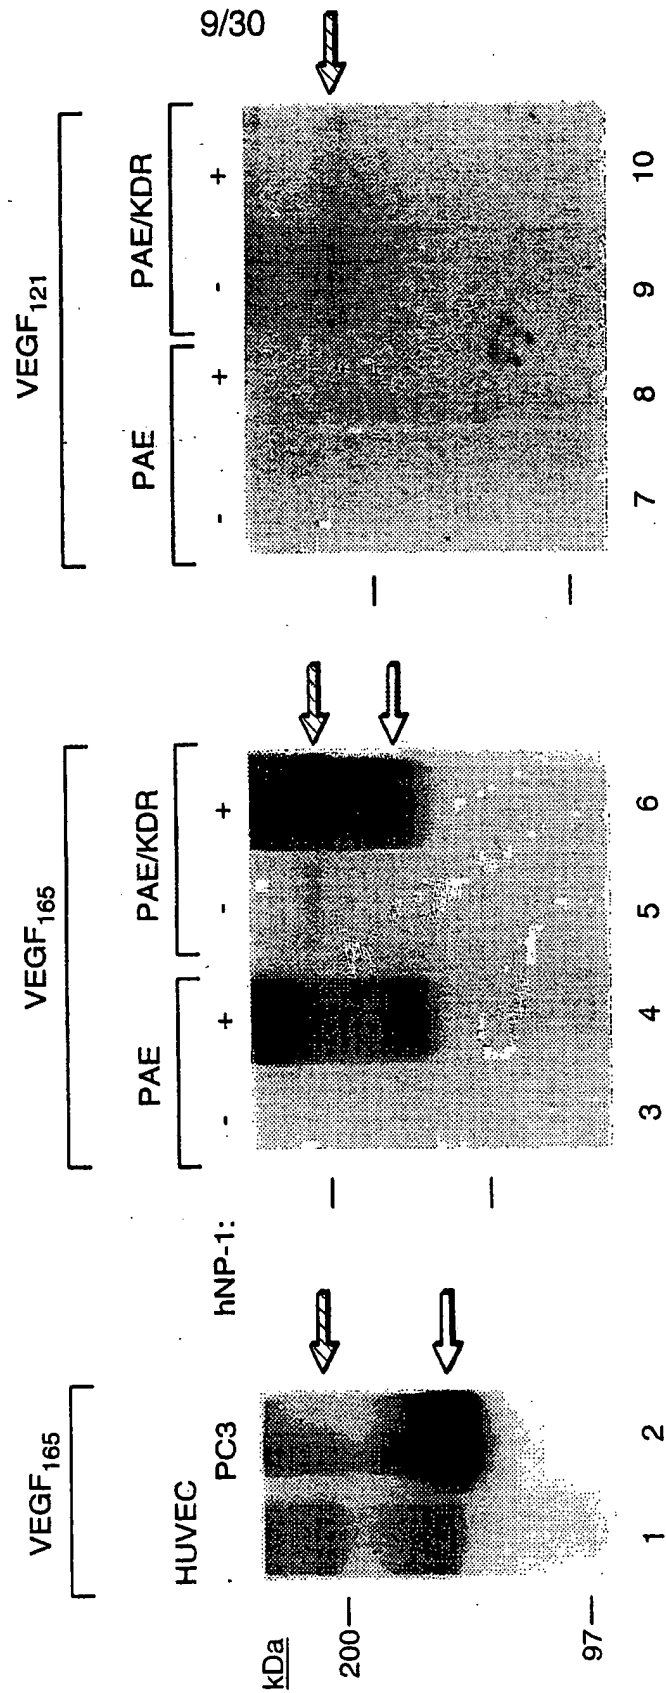 9/30
VEGF165 VEGF165 VEGF121
PAE PAE/KDR PAE PAE/KDR
HUVEC PC3 hNP-1: - + - + - + - +
kDa
200
97
1 2 3 4 5 6 7 8 9 10